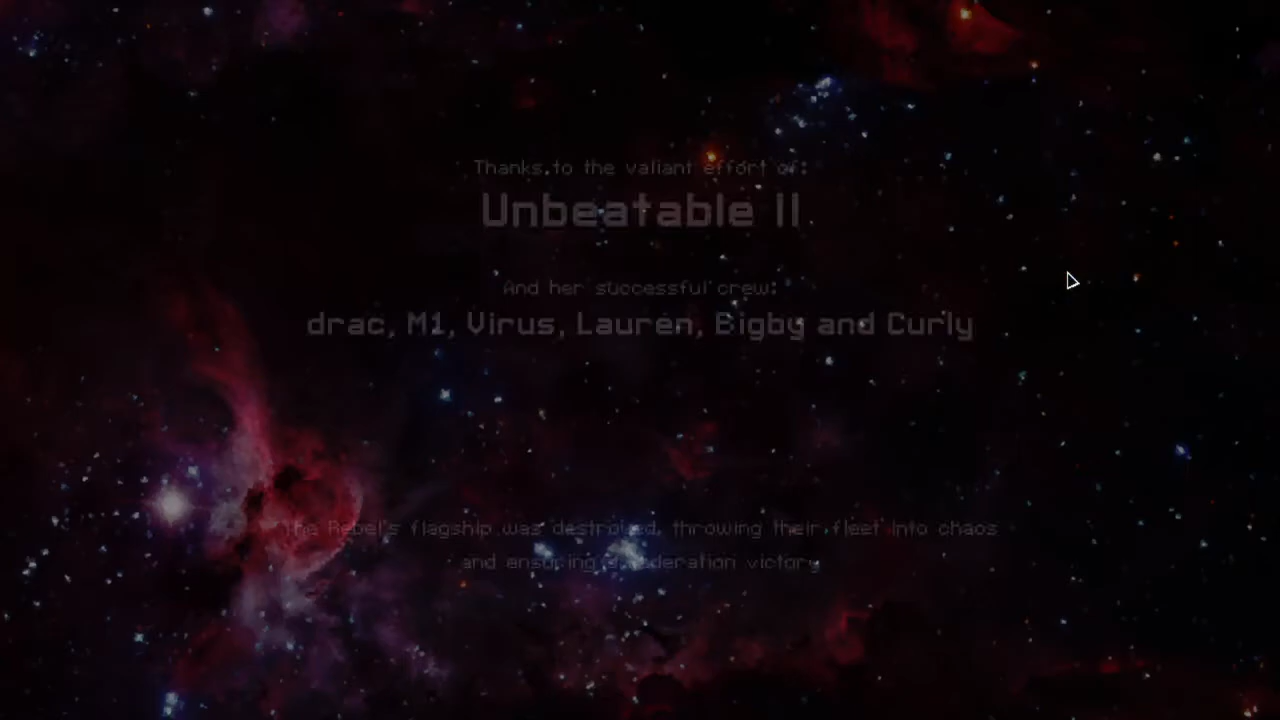 Thanks to the valiant effort of:
Unbeatable II
And her successful crew:
drac, M1, Virus, Lauren, Bigby and Curly
The Rebel's flagship was destroyed, throwing their fleet into chaos
and ensuring a Federation victory